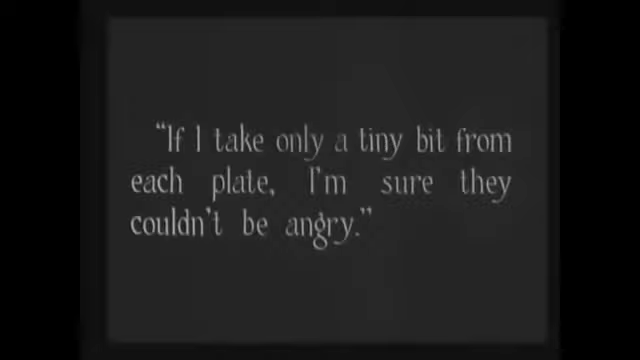 “If I take only a tiny bit from
each plate, I'm sure they
couldn't be angry.”